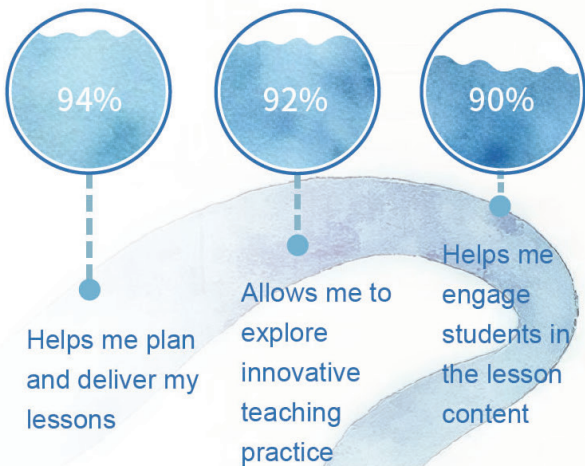 94%
Helps me plan
and deliver my
lessons
92%
Allows me to
explore
innovative
teaching
practice
90%
Helps me
engage
students in
the lesson
content